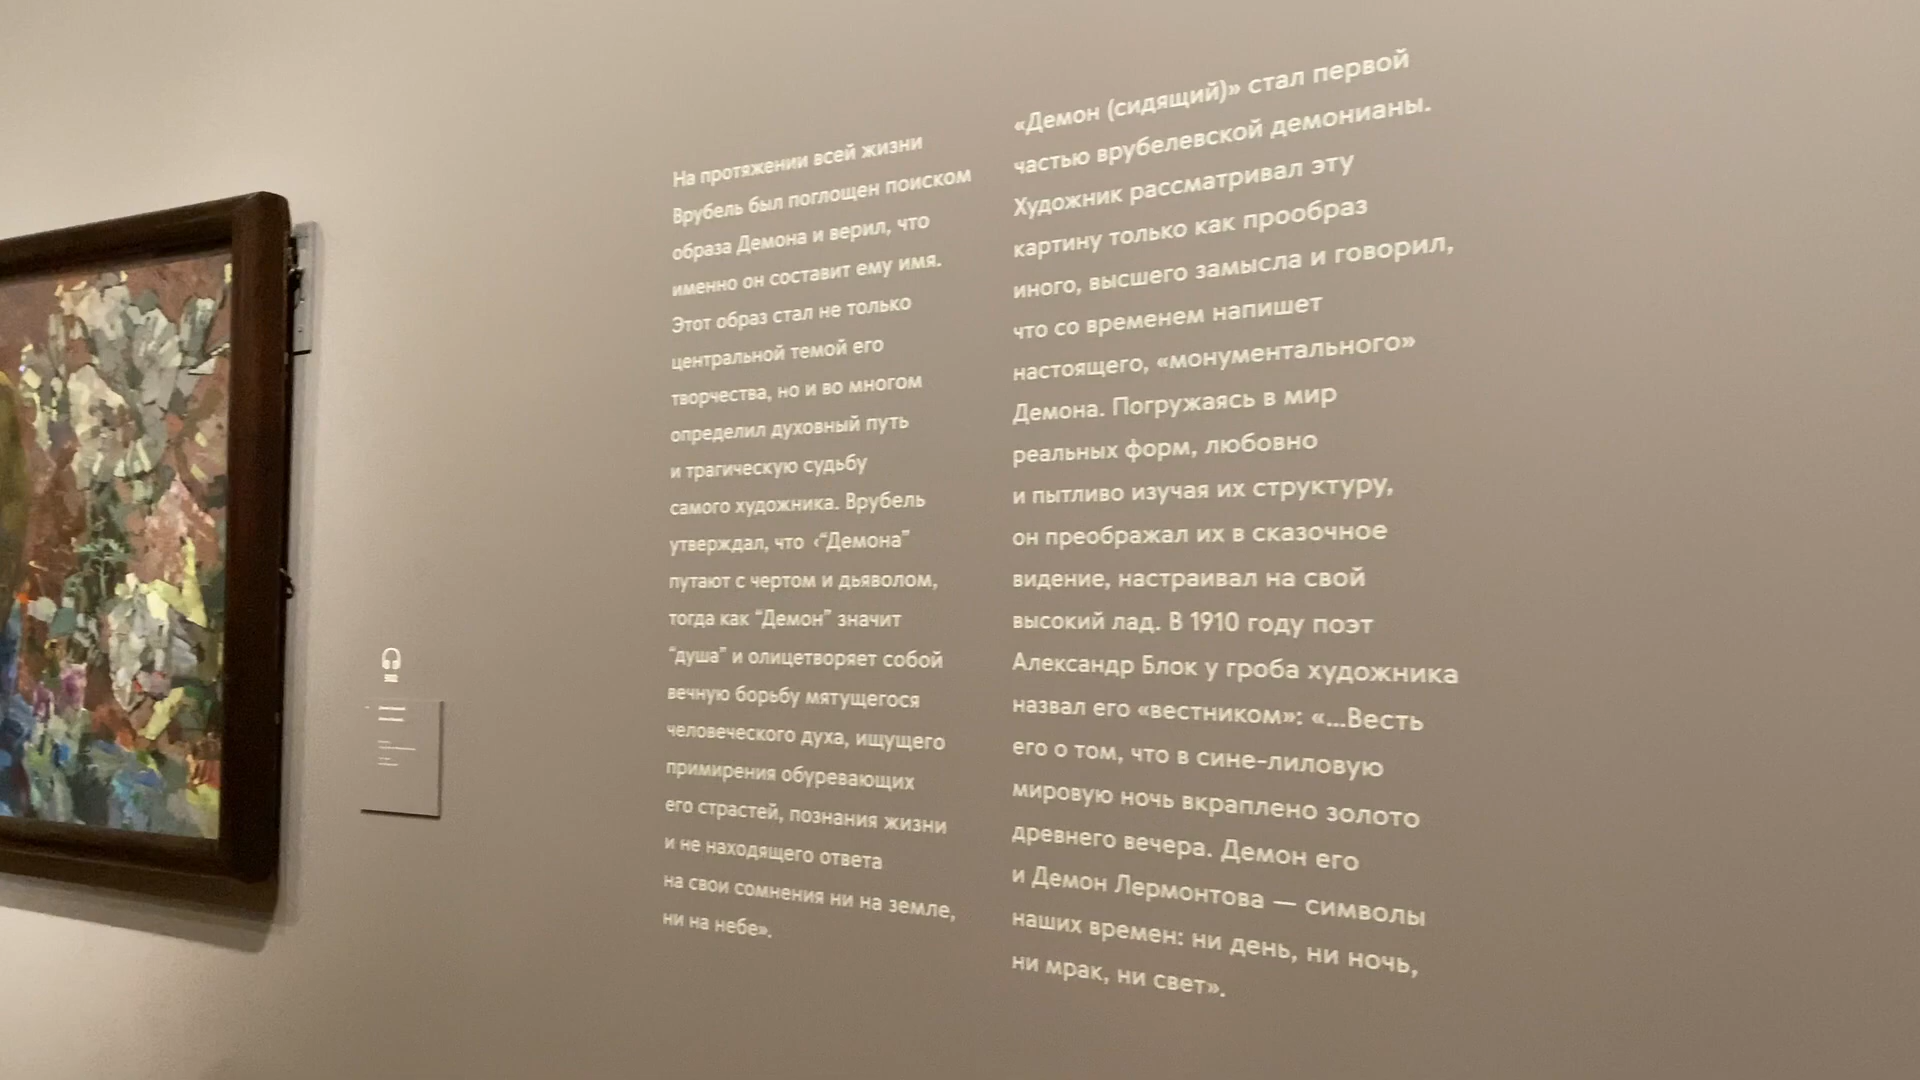 На протяжении всей жизни
Врубель был поглощен поиском
образа Демона и верил, что
именно он составит ему имя.
Этот образ стал не только
центральной темой его
творчества, но и во многом
определил духовный путь
и трагическую судьбу
самого художника. Врубель
утверждал, что «“Демона”
путают с чертом и дьяволом,
тогда как “Демон” значит
“душа” и олицетворяет собой
вечную борьбу мятущегося
человеческого духа, ищущего
примирения обуревающих
его страстей, познания жизни
и не находящего ответа
на свои сомнения ни на земле,
ни на небе».
«Демон (сидящий)» стал первой
частью врубелевской демонианы.
Художник рассматривал эту
картину только как прообраз
иного, высшего замысла и говорил,
что со временем напишет
настоящего, «монументального»
Демона. Погружаясь в мир
реальных форм, любовно
и пытливо изучая их структуру,
он преображал их в сказочное
видение, настраивал на свой
высокий лад. В 1910 году поэт
Александр Блок у гроба художника
назвал его «вестником»: «...Весть
его о том, что в сине-лиловую
мировую ночь вкраплено золото
древнего вечера. Демон его
и Демон Лермонтова — символы
наших времен: ни день, ни ночь,
ни мрак, ни свет».